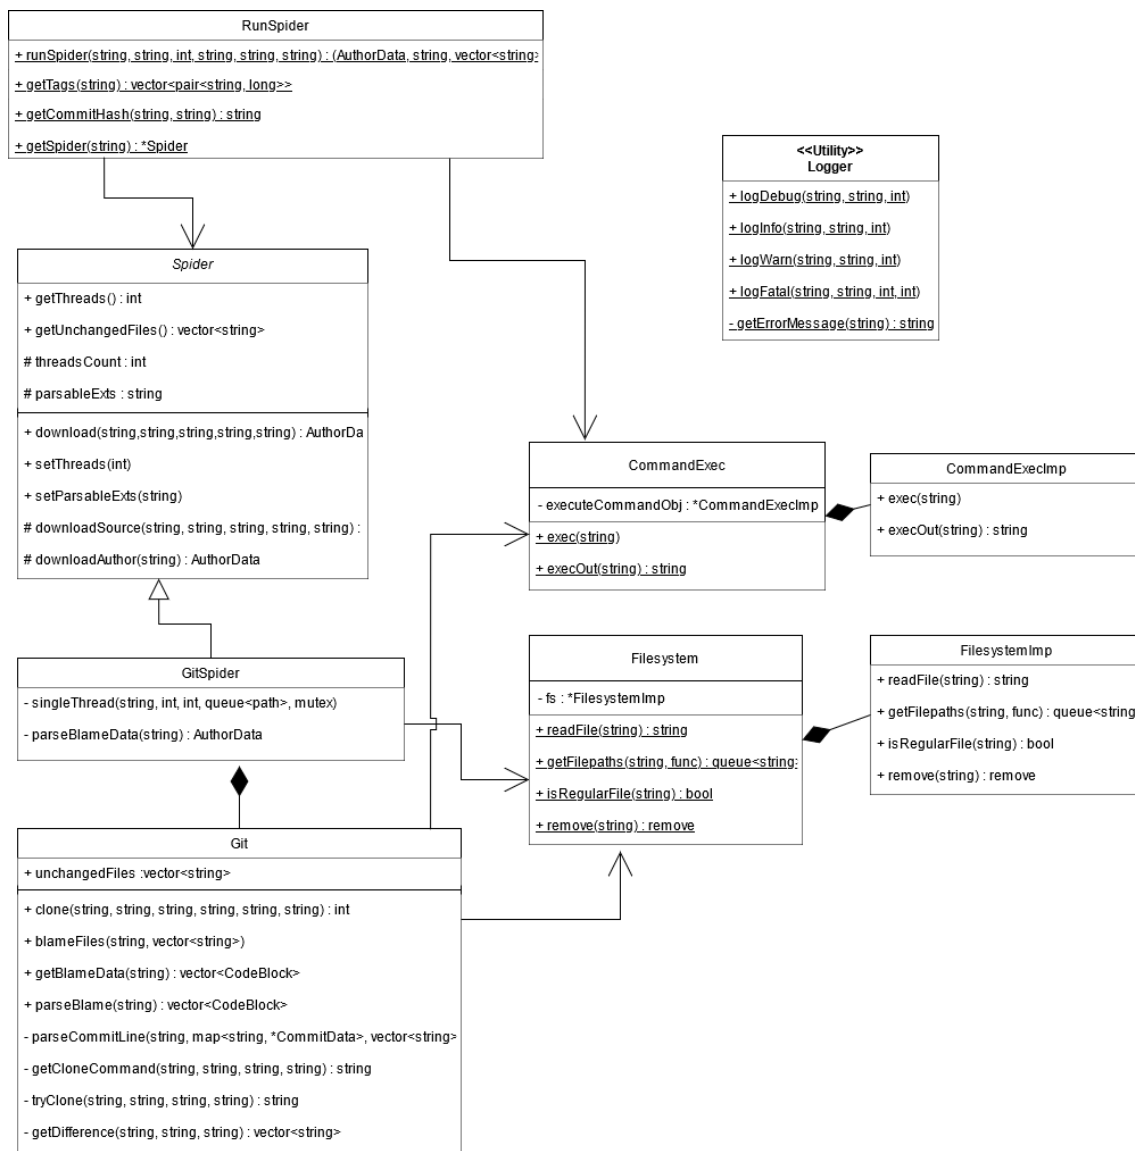 RunSpider
+ runSpider(string, string, int, string, string, string) : (AuthorData, string, vector<string>
+ getTags(string) : vector<pair<string, long>>
+ getCommitHash(string, string) : string
+ getSpider(string) : *Spider
<<Utility>>
Logger
+ logDebug(string, string, int)
+ logInfo(string, string, int)
+ logWarn(string, string, int)
+ logFatal(string, string, int, int)
- getErrorMessage(string) : string
Spider
+ getThreads() : int
+ getUnchangedFiles() : vector<string>
# threadsCount : int
# parsableExts : string
+ download(string,string,string,string,string) : AuthorDa
+ setThreads(int)
+ setParsableExts(string)
# downloadSource(string, string, string, string, string) :
# downloadAuthor(string) : AuthorData
CommandExec
- executeCommandObj : *CommandExecImp
+ exec(string)
+ execOut(string) : string
CommandExecImp
+ exec(string)
+ execOut(string) : string
GitSpider
- singleThread(string, int, int, queue<path>, mutex)
- parseBlameData(string) : AuthorData
Filesystem
- fs : *FilesystemImp
+ readFile(string) : string
+ getFilepaths(string, func) : queue<string>
+ isRegularFile(string) : bool
+ remove(string) : remove
FilesystemImp
+ readFile(string) : string
+ getFilepaths(string, func) : queue<string
+ isRegularFile(string) : bool
+ remove(string) : remove
Git
+ unchangedFiles :vector<string>
+ clone(string, string, string, string, string, string) : int
+ blameFiles(string, vector<string>)
+ getBlameData(string) : vector<CodeBlock>
+ parseBlame(string) : vector<CodeBlock>
- parseCommitLine(string, map<string, *CommitData>, vector<string>
- getCloneCommand(string, string, string, string) : string
- tryClone(string, string, string, string) : string
- getDifference(string, string, string) : vector<string>